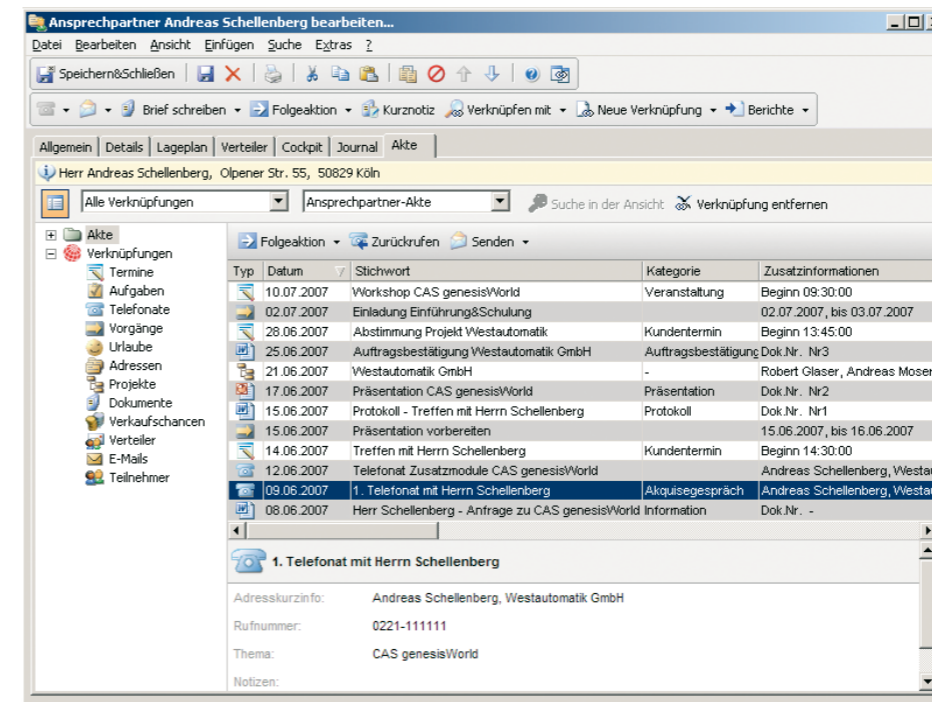 Ansprechpartner Andreas Schellenberg bearbeiten...
Datei Bearbeiten Ansicht Einfügen Suche Extras ?
Speichern&Schließen
Brief schreiben Folgeaktion Kurznotiz Verknüpfen mit Neue Verknüpfung Berichte
Allgemein Details Lageplan Verteiler Cockpit Journal Akte
Herr Andreas Schellenberg, Olpener Str. 55, 50829 Köln
Alle Verknüpfungen Ansprechpartner-Akte Suche in der Ansicht Verknüpfung entfernen
Akte
Verknüpfungen
Termine
Aufgaben
Telefonate
Vorgänge
Urlaube
Adressen
Projekte
Dokumente
Verkaufschancen
Verteiler
E-Mails
Teilnehmer
Folgeaktion Zurückrufen Senden
Typ Datum Stichwort Kategorie Zusatzinformationen
10.07.2007 Workshop CAS genesisWorld Veranstaltung Beginn 09:30:00
02.07.2007 Einladung Einführung&Schulung 02.07.2007, bis 03.07.2007
28.06.2007 Abstimmung Projekt Westautomatik Kundentermin Beginn 13:45:00
25.06.2007 Auftragsbestätigung Westautomatik GmbH Auftragsbestätigung Dok.Nr. Nr3
21.06.2007 Westautomatik GmbH - Robert Glaser, Andreas Moser
17.06.2007 Präsentation CAS genesisWorld Präsentation Dok.Nr. Nr2
15.06.2007 Protokoll - Treffen mit Herrn Schellenberg Protokoll Dok.Nr. Nr1
15.06.2007 Präsentation vorbereiten 15.06.2007, bis 16.06.2007
14.06.2007 Treffen mit Herrn Schellenberg Kundentermin Beginn 14:30:00
12.06.2007 Telefonat Zusatzmodule CAS genesisWorld Andreas Schellenberg, Westau
09.06.2007 1. Telefonat mit Herrn Schellenberg Akquisegespräch Andreas Schellenberg, Westau
08.06.2007 Herr Schellenberg - Anfrage zu CAS genesisWorld Information Dok.Nr. -
1. Telefonat mit Herrn Schellenberg
Adresskurzinfo: Andreas Schellenberg, Westautomatik GmbH
Rufnummer: 0221-111111
Thema: CAS genesisWorld
Notizen: